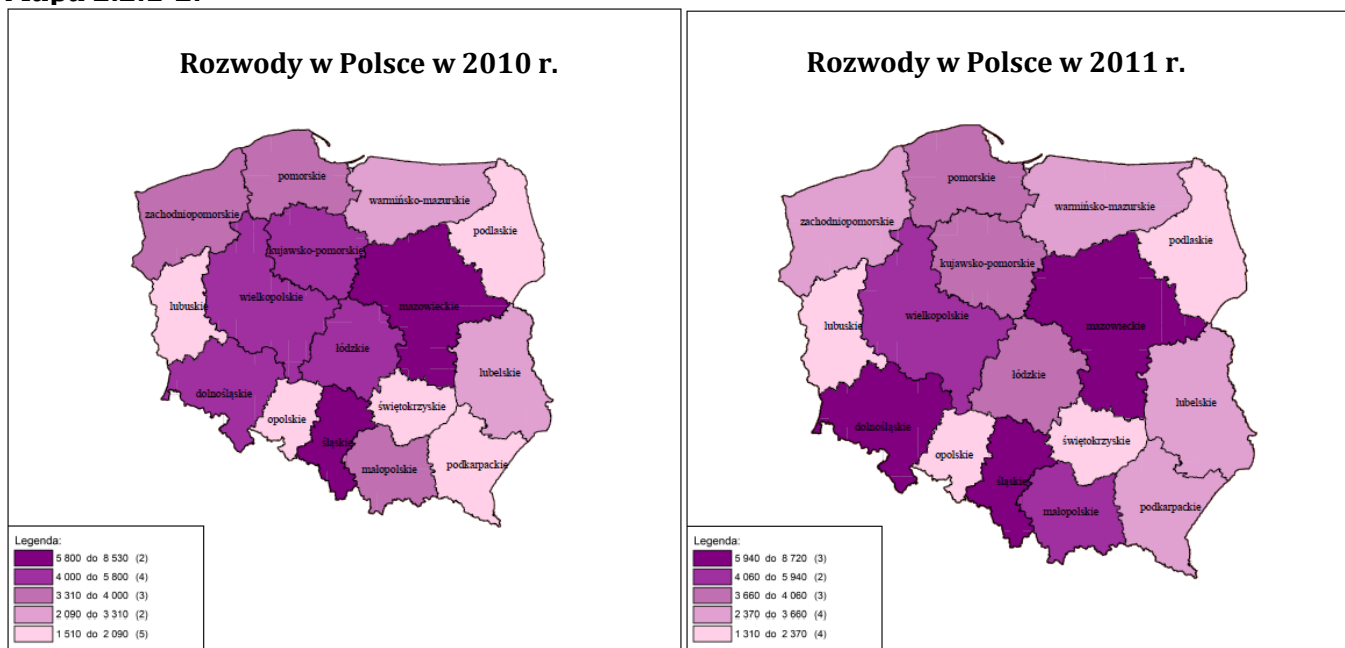 Rozwody w Polsce w 2010 r.
pomorskie
warmińsko-mazurskie
zachodniopomorskie
podlaskie
kujawsko-pomorskie
wielkopolskie
mazowieckie
lubuskie
łódzkie
lubelskie
dolnośląskie
świętokrzyskie
opolskie
śląskie
małopolskie
podkarpackie
Legenda:
5 800 do 8 530 (2)
4 000 do 5 800 (4)
3 310 do 4 000 (3)
2 090 do 3 310 (2)
1 510 do 2 090 (5)
Rozwody w Polsce w 2011 r.
pomorskie
warmińsko-mazurskie
zachodniopomorskie
podlaskie
kujawsko-pomorskie
wielkopolskie
mazowieckie
lubuskie
łódzkie
lubelskie
dolnośląskie
świętokrzyskie
opolskie
śląskie
małopolskie
podkarpackie
Legenda:
5 940 do 8 720 (3)
4 060 do 5 940 (2)
3 660 do 4 060 (3)
2 370 do 3 660 (4)
1 310 do 2 370 (4)